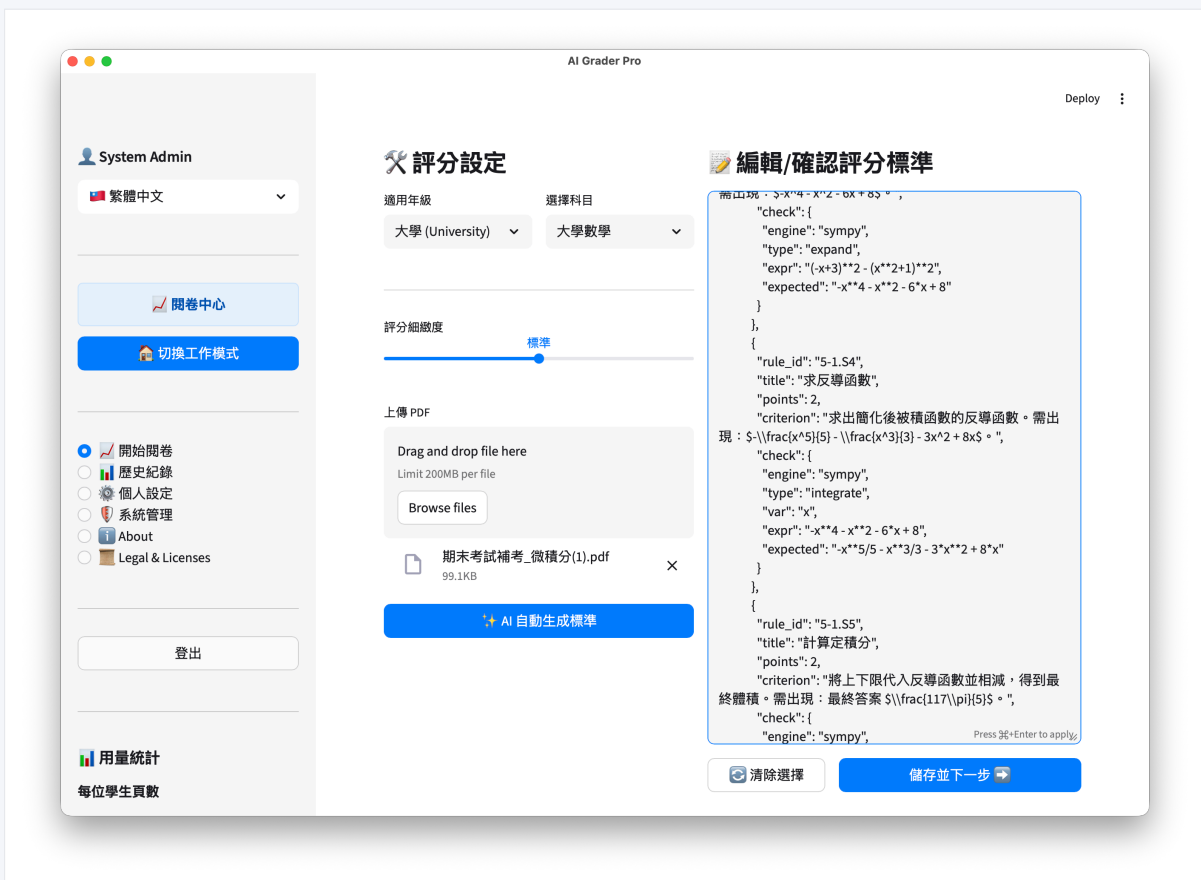 AI Grader Pro
Deploy
System Admin
繁體中文
閱卷中心
切換工作模式
開始閱卷
歷史紀錄
個人設定
系統管理
About
Legal & Licenses
登出
用量統計
每位學生頁數
評分設定
適用年級
選擇科目
大學 (University)
大學數學
評分細緻度
標準
上傳 PDF
Drag and drop file here
Limit 200MB per file
Browse files
期末考試補考_微積分(1).pdf
99.1KB
AI 自動生成標準
編輯/確認評分標準
需出現：$-x^4 - x^2 - 6x + 8$。",
"check": {
"engine": "sympy",
"type": "expand",
"expr": "(-x+3)**2 - (x**2+1)**2",
"expected": "-x**4 - x**2 - 6*x + 8"
}
},
{
"rule_id": "5-1.S4",
"title": "求反導函數",
"points": 2,
"criterion": "求出簡化後被積函數的反導函數。需出
現：$-\\frac{x^5}{5} - \\frac{x^3}{3} - 3x^2 + 8x$。",
"check": {
"engine": "sympy",
"type": "integrate",
"var": "x",
"expr": "-x**4 - x**2 - 6*x + 8",
"expected": "-x**5/5 - x**3/3 - 3*x**2 + 8*x"
}
},
{
"rule_id": "5-1.S5",
"title": "計算定積分",
"points": 2,
"criterion": "將上下限代入反導函數並相減，得到最
終體積。需出現：最終答案 $\\frac{117\\pi}{5}$。",
"check": {
"engine": "sympy",
Press ⌘+Enter to apply
清除選擇
儲存並下一步